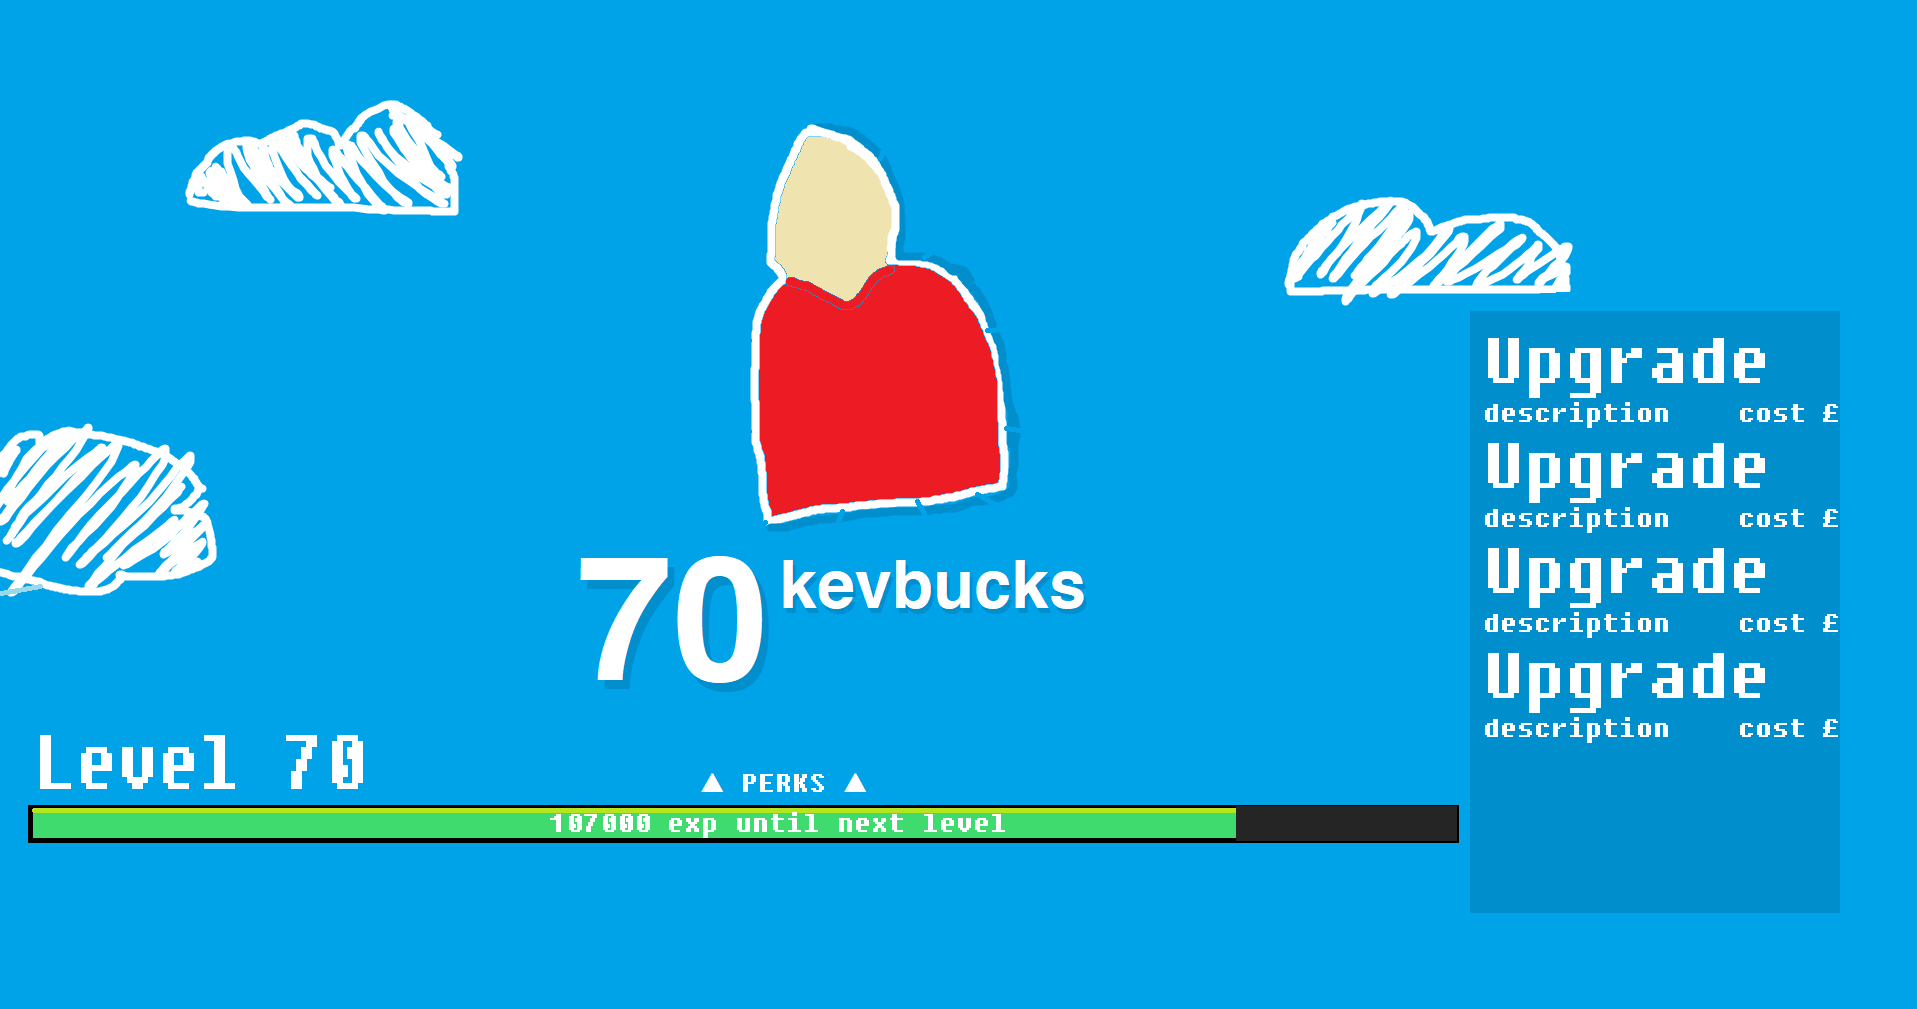 70 kevbucks
Upgrade
description cost £
Upgrade
description cost £
Upgrade
description cost £
Upgrade
description cost £
Level 70
▲ PERKS ▲
107000 exp until next level